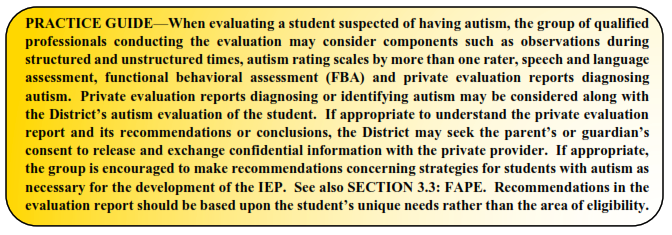 PRACTICE GUIDE—When evaluating a student suspected of having autism, the group of qualified
professionals conducting the evaluation may consider components such as observations during
structured and unstructured times, autism rating scales by more than one rater, speech and language
assessment, functional behavioral assessment (FBA) and private evaluation reports diagnosing
autism. Private evaluation reports diagnosing or identifying autism may be considered along with
the District's autism evaluation of the student. If appropriate to understand the private evaluation
report and its recommendations or conclusions, the District may seek the parent's or guardian's
consent to release and exchange confidential information with the private provider. If appropriate,
the group is encouraged to make recommendations concerning strategies for students with autism as
necessary for the development of the IEP. See also SECTION 3.3: FAPE. Recommendations in the
evaluation report should be based upon the student's unique needs rather than the area of eligibility.